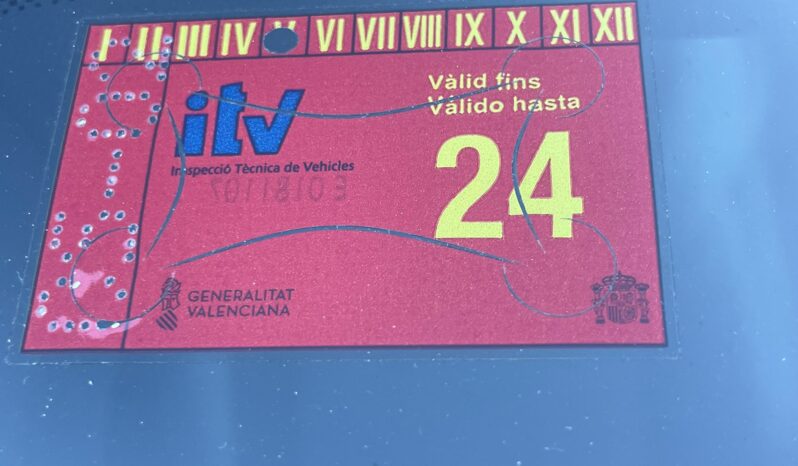 I II III IV V VI VII VIII IX X XI XII
Vàlid fins
Válido hasta
itv
Inspecció Tècnica de Vehicles
24
GENERALITAT
VALENCIANA